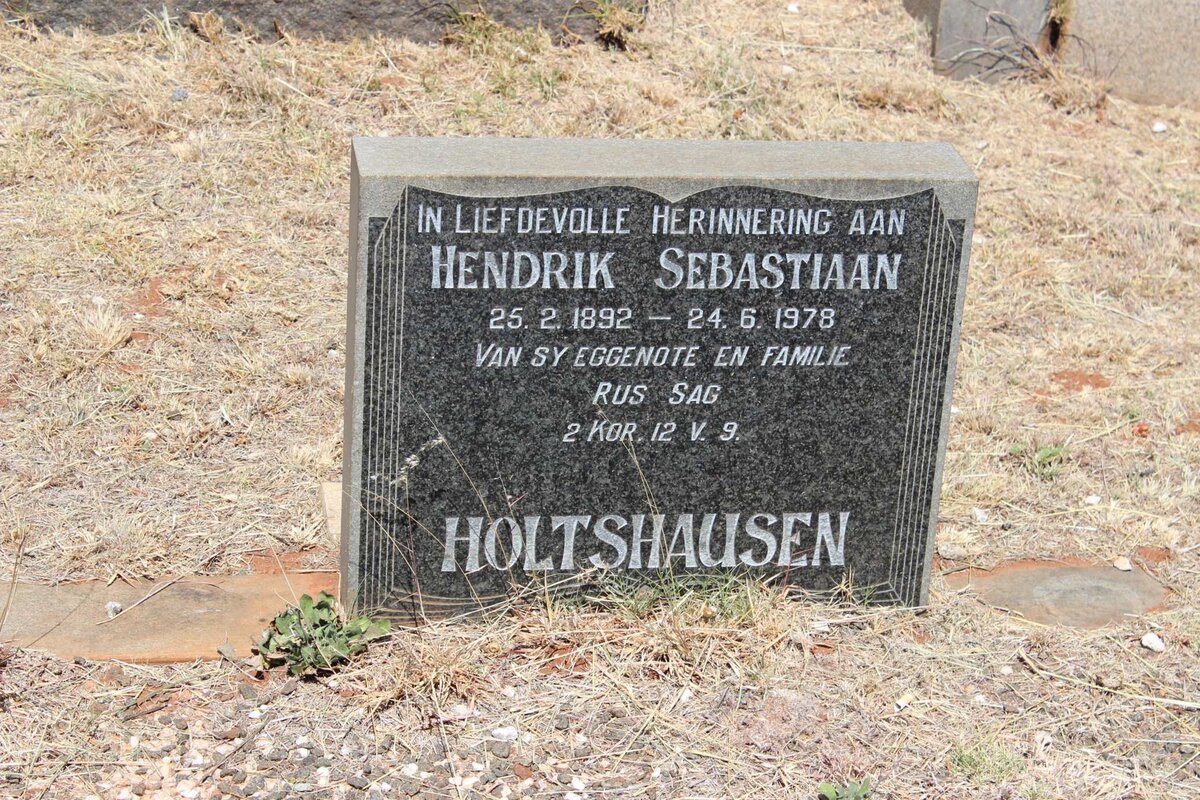 IN LIEFDEVOLLE HERINNERING AAN
HENDRIK SEBASTIAAN
25. 2. 1892 — 24. 6. 1978
VAN SY EGGENOTE EN FAMILIE
RUS SAG
2 KOR. 12 V. 9.
HOLTSHAUSEN